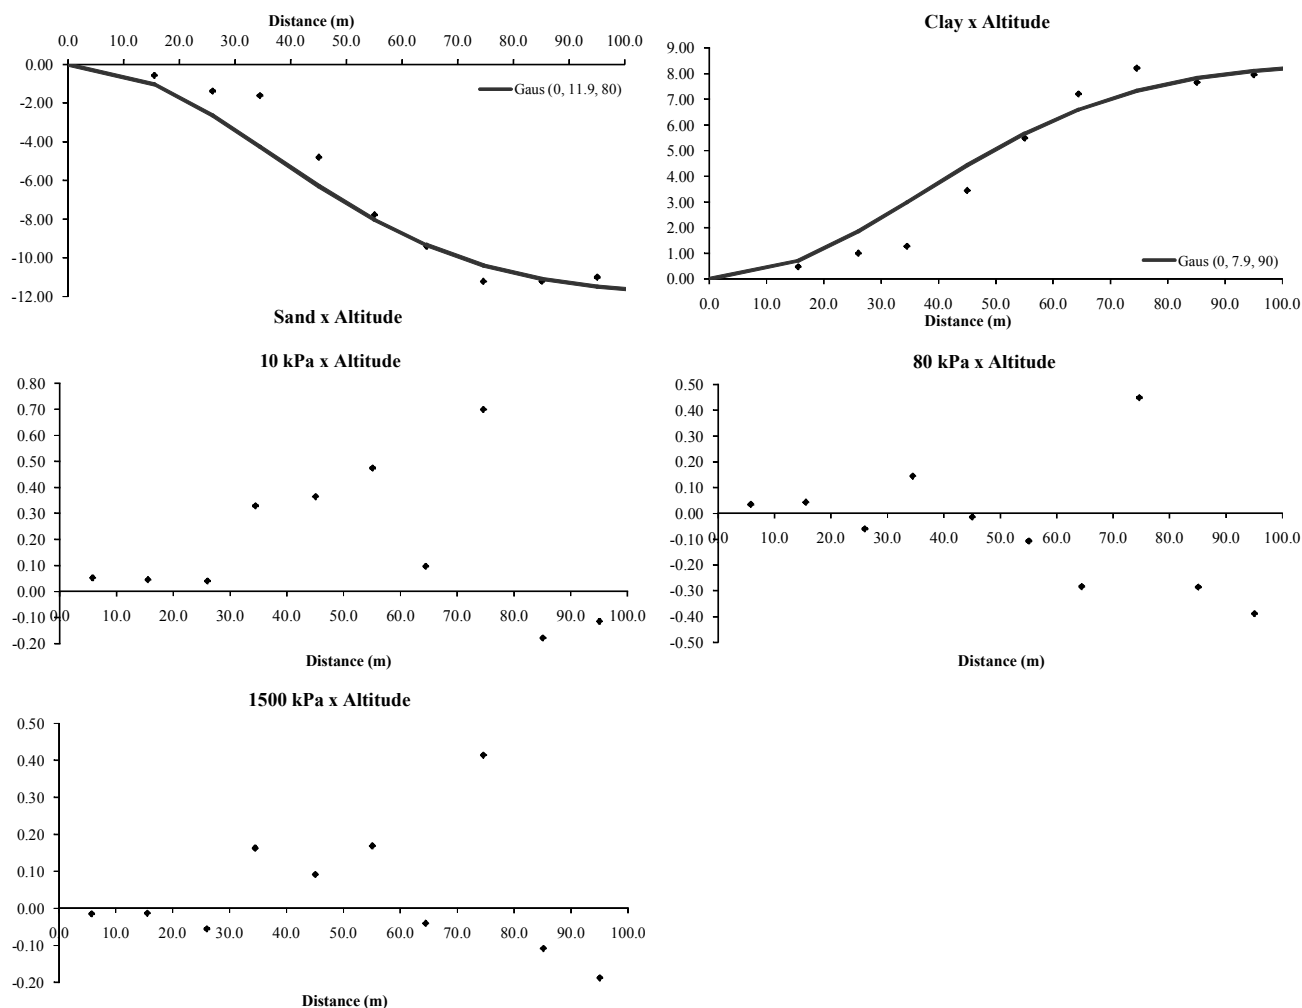 Distance (m)
0.0 10.0 20.0 30.0 40.0 50.0 60.0 70.0 80.0 90.0 100.0
0.00
-2.00
-4.00
-6.00
-8.00
-10.00
-12.00
Gaus (0, 11.9, 80)
Sand x Altitude
Clay x Altitude
9.00
8.00
7.00
6.00
5.00
4.00
3.00
2.00
1.00
0.00
Gaus (0, 7.9, 90)
0.0 10.0 20.0 30.0 40.0 50.0 60.0 70.0 80.0 90.0 100.0
Distance (m)
10 kPa x Altitude
0.80
0.70
0.60
0.50
0.40
0.30
0.20
0.10
0.00
-0.10
-0.20
0.0 10.0 20.0 30.0 40.0 50.0 60.0 70.0 80.0 90.0 100.0
Distance (m)
80 kPa x Altitude
0.50
0.40
0.30
0.20
0.10
0.00
-0.10
-0.20
-0.30
-0.40
-0.50
0.0 10.0 20.0 30.0 40.0 50.0 60.0 70.0 80.0 90.0 100.0
Distance (m)
1500 kPa x Altitude
0.50
0.40
0.30
0.20
0.10
0.00
-0.10
-0.20
0.0 10.0 20.0 30.0 40.0 50.0 60.0 70.0 80.0 90.0 100.0
Distance (m)